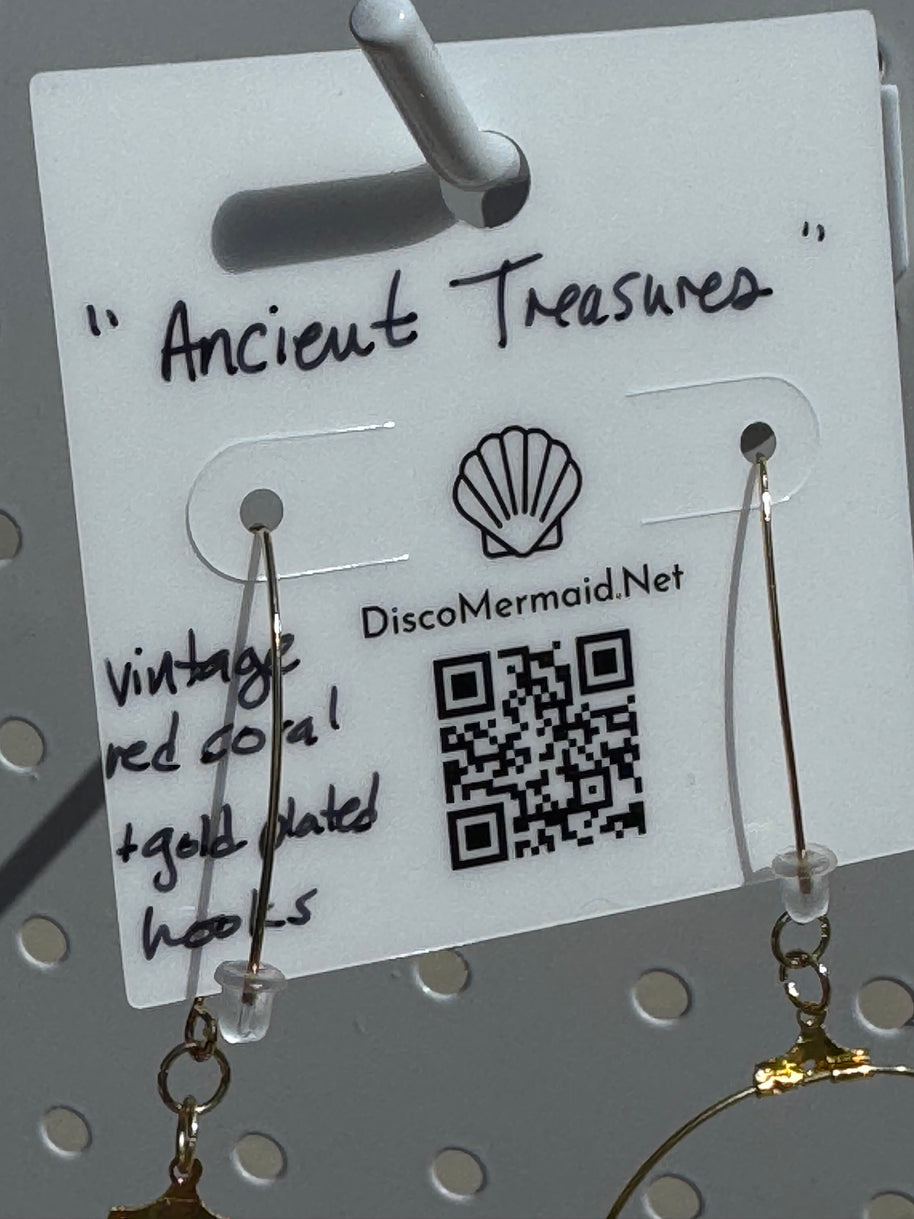 "Ancient Treasures"
DiscoMermaid.Net
vintage
red coral
+ gold plated
hooks